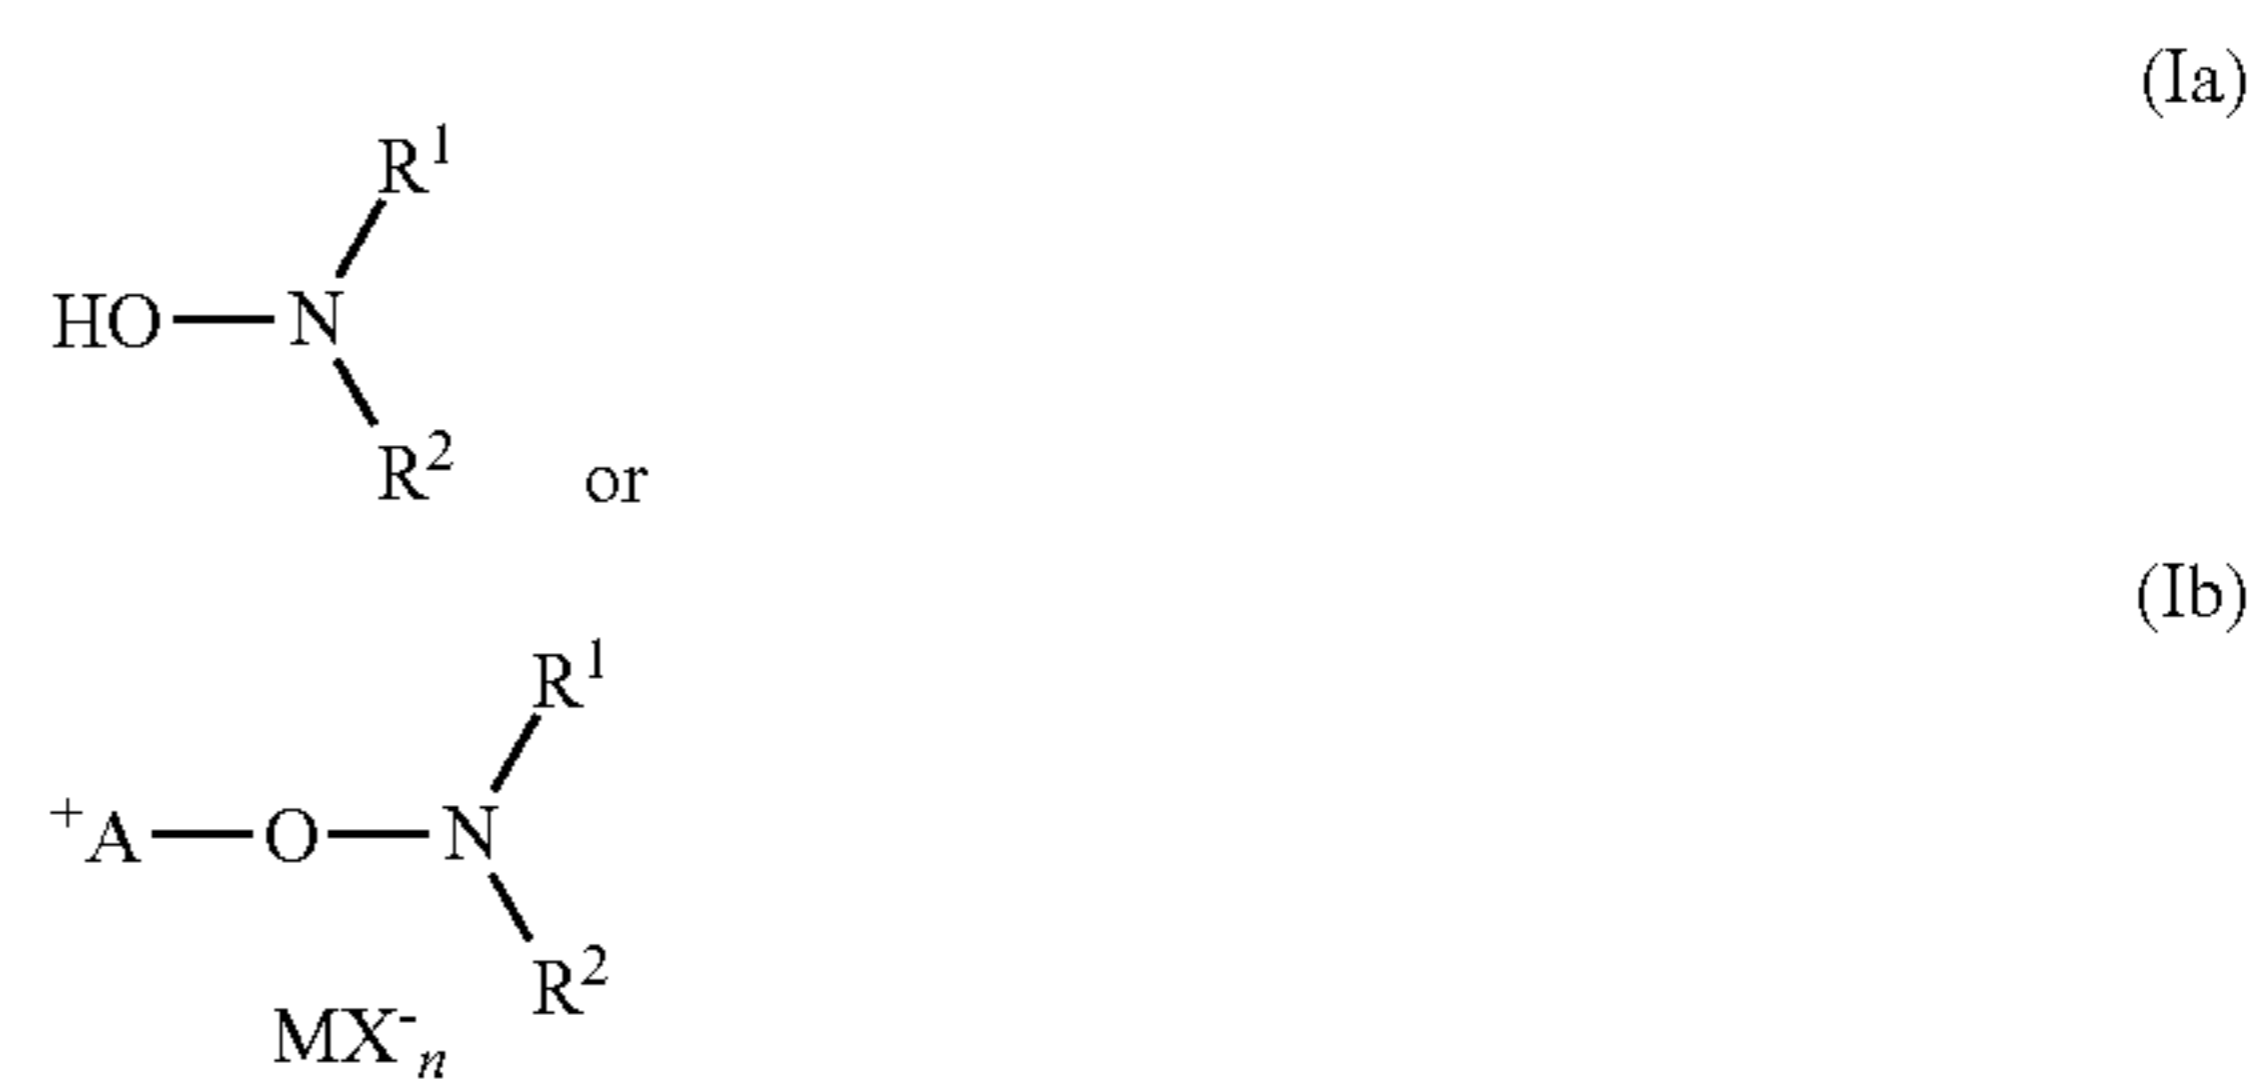 (Ia)
R¹
HO—N
R² or
(Ib)
R¹
⁺A—O—N
R²
MX⁻ₙ